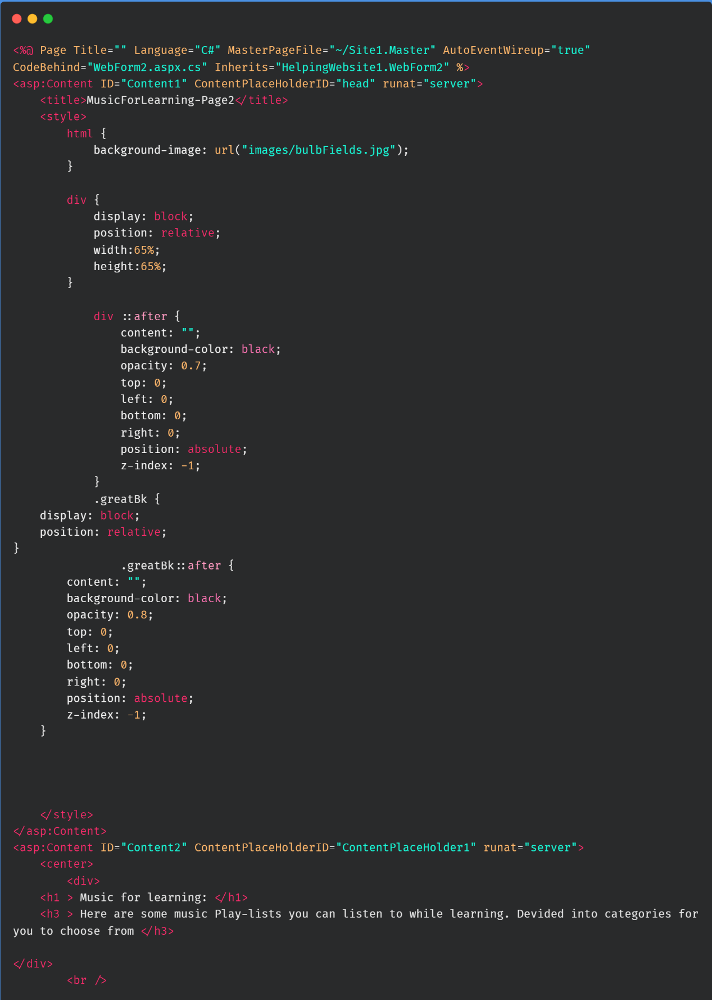 <%@ Page Title="" Language="C#" MasterPageFile="~/Site1.Master" AutoEventWireup="true"
CodeBehind="WebForm2.aspx.cs" Inherits="HelpingWebsite1.WebForm2" %>
<asp:Content ID="Content1" ContentPlaceHolderID="head" runat="server">
    <title>MusicForLearning-Page2</title>
    <style>
        html {
            background-image: url("images/bulbFields.jpg");
        }

        div {
            display: block;
            position: relative;
            width:65%;
            height:65%;
        }

            div ::after {
                content: "";
                background-color: black;
                opacity: 0.7;
                top: 0;
                left: 0;
                bottom: 0;
                right: 0;
                position: absolute;
                z-index: -1;
            }
            .greatBk {
    display: block;
    position: relative;
}
                .greatBk::after {
        content: "";
        background-color: black;
        opacity: 0.8;
        top: 0;
        left: 0;
        bottom: 0;
        right: 0;
        position: absolute;
        z-index: -1;
    }

    </style>
</asp:Content>
<asp:Content ID="Content2" ContentPlaceHolderID="ContentPlaceHolder1" runat="server">
    <center>
        <div>
    <h1 > Music for learning: </h1>
    <h3 > Here are some music Play-lists you can listen to while learning. Devided into categories for
you to choose from </h3>

</div>
        <br />